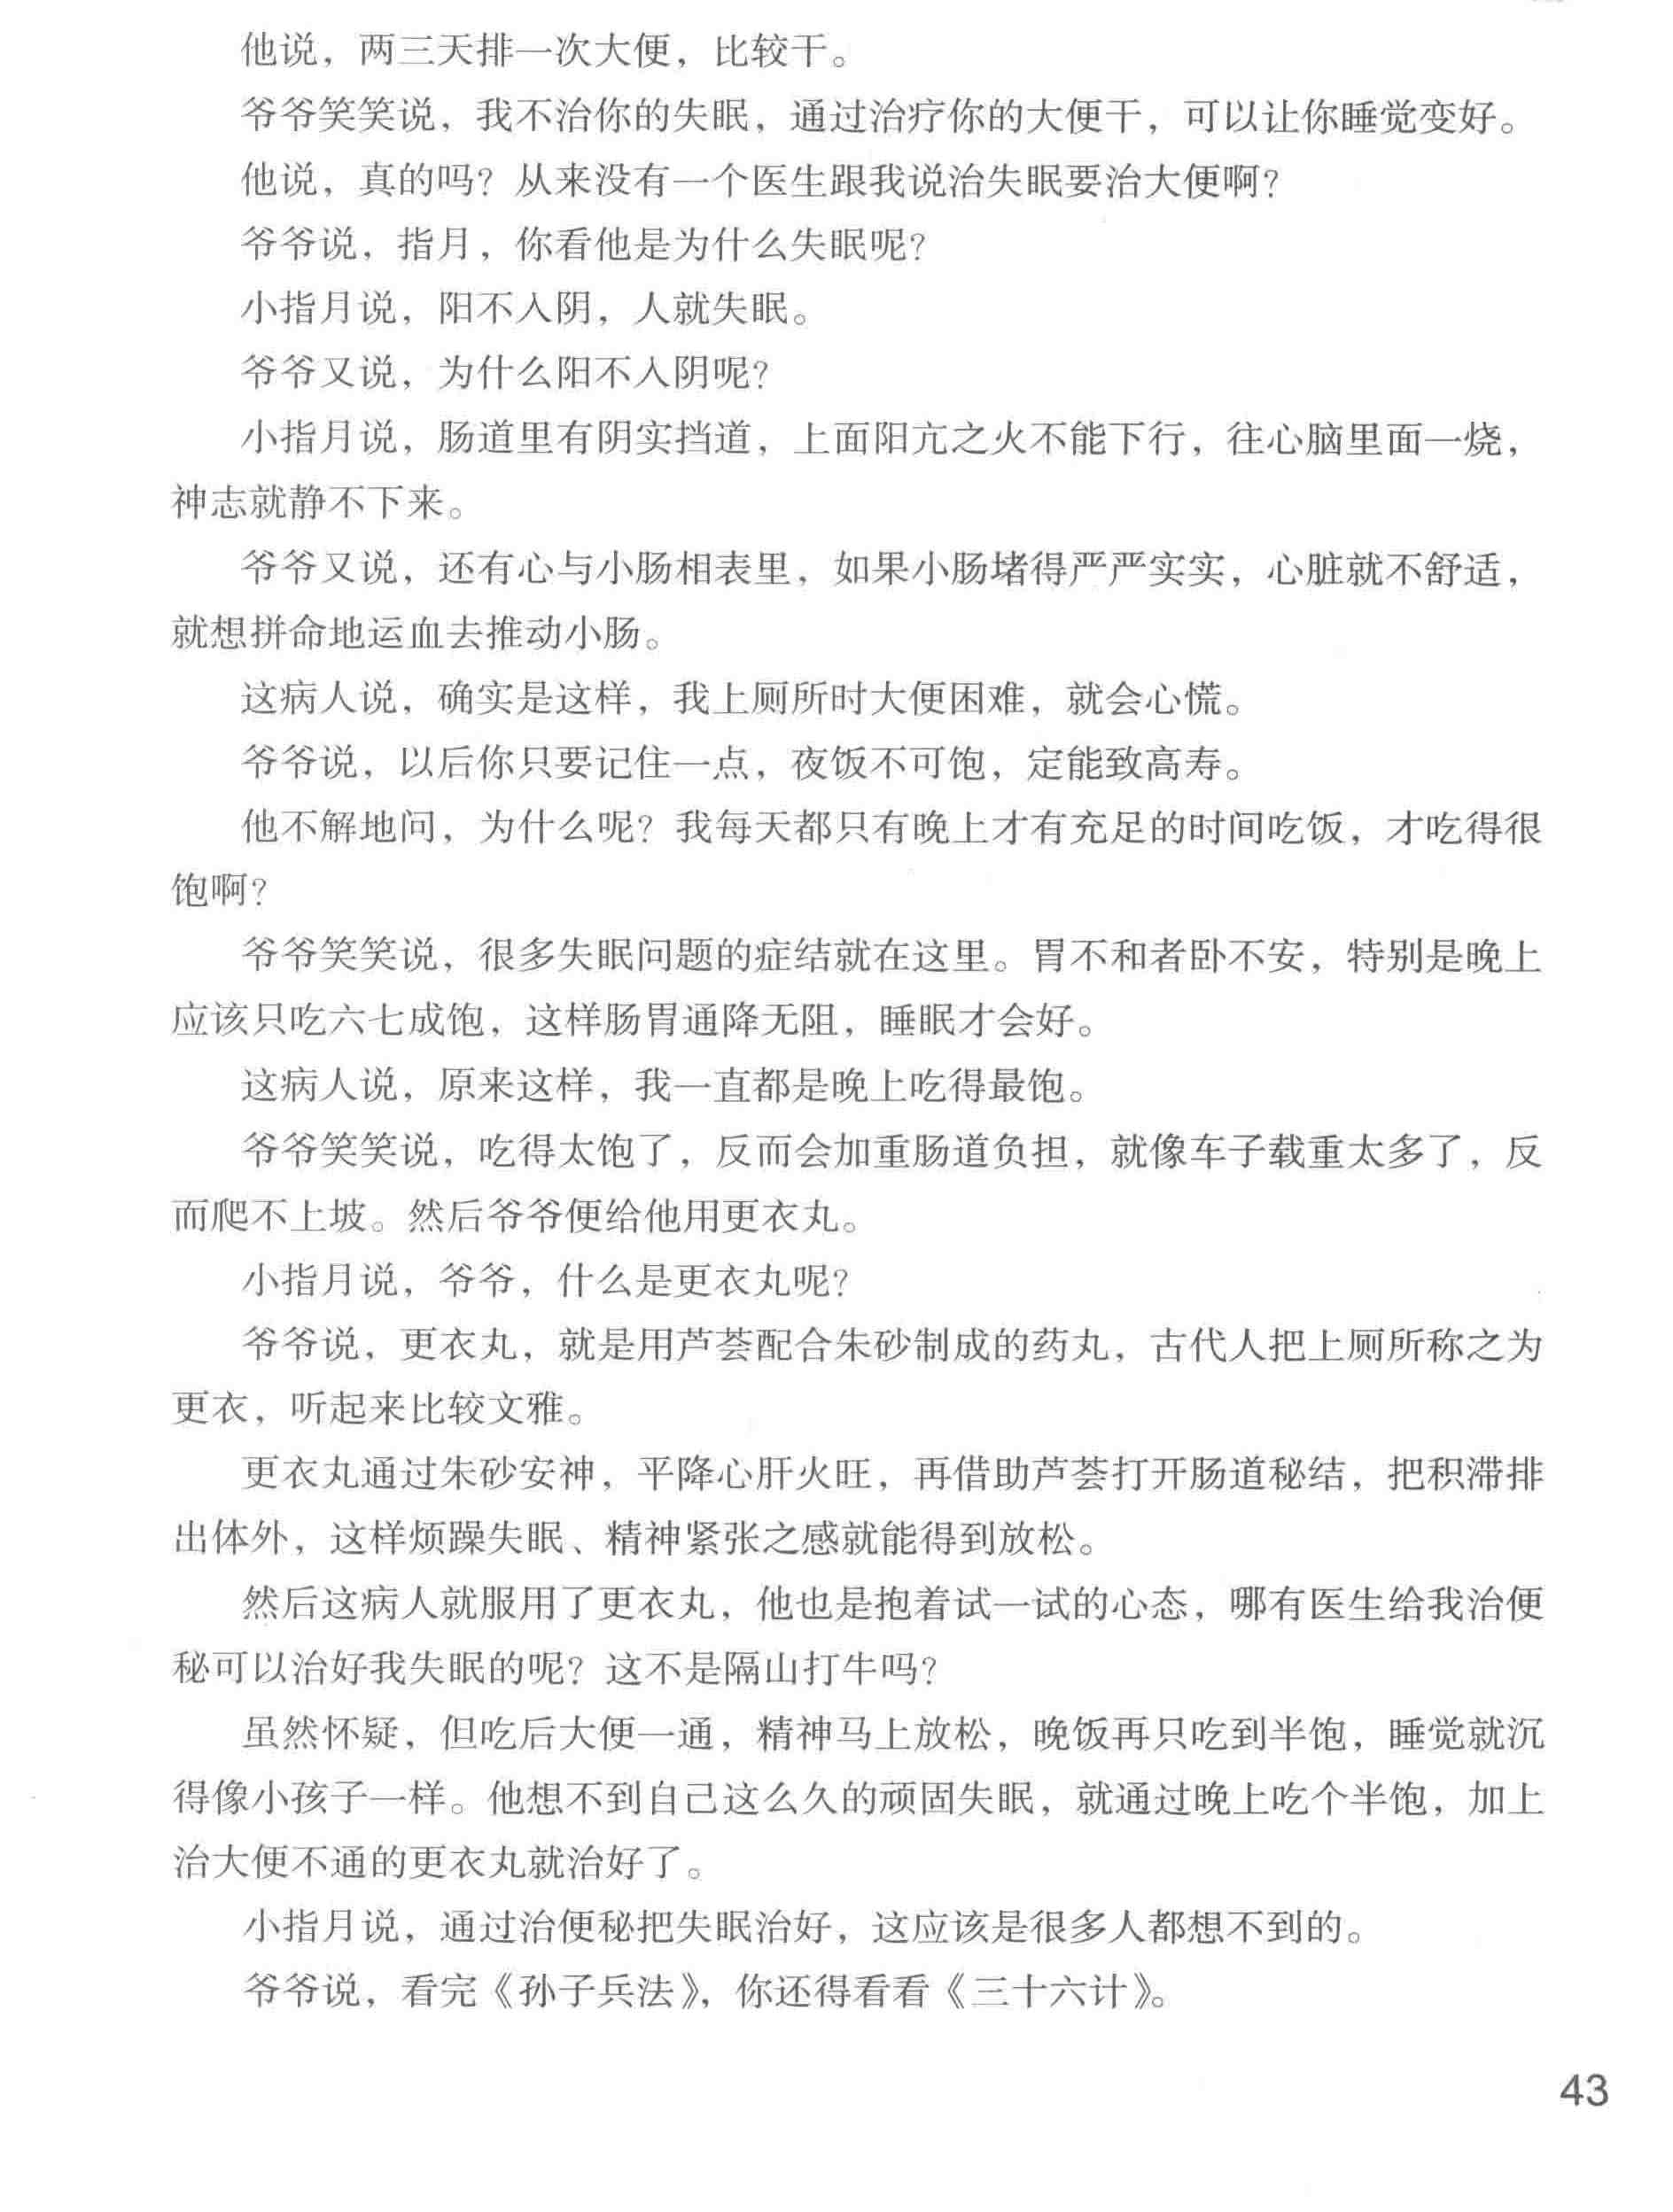 他说，两三天排一次大便，比较干。
爷爷笑笑说，我不治你的失眠，通过治疗你的大便干，可以让你睡觉变好。
他说，真的吗？从来没有一个医生跟我说治失眠要治大便啊？
爷爷说，指月，你看他是为什么失眠呢？
小指月说，阳不入阴，人就失眠。
爷爷又说，为什么阳不入阴呢？
小指月说，肠道里有阴实挡道，上面阳亢之火不能下行，往心脑里面一烧，
神志就静不下来。
爷爷又说，还有心与小肠相表里，如果小肠堵得严严实实，心脏就不舒适，
就想拼命地运血去推动小肠。
这病人说，确实是这样，我上厕所时大便困难，就会心慌。
爷爷说，以后你只要记住一点，夜饭不可饱，定能致高寿。
他不解地问，为什么呢？我每天都只有晚上才有充足的时间吃饭，才吃得很
饱啊？
爷爷笑笑说，很多失眠问题的症结就在这里。胃不和者卧不安，特别是晚上
应该只吃六七成饱，这样肠胃通降无阻，睡眠才会好。
这病人说，原来这样，我一直都是晚上吃得最饱。
爷爷笑笑说，吃得太饱了，反而会加重肠道负担，就像车子载重太多了，反
而爬不上坡。然后爷爷便给他用更衣丸。
小指月说，爷爷，什么是更衣丸呢？
爷爷说，更衣丸，就是用芦荟配合朱砂制成的药丸，古代人把上厕所称之为
更衣，听起来比较文雅。
更衣丸通过朱砂安神，平降心肝火旺，再借助芦荟打开肠道秘结，把积滞排
出体外，这样烦躁失眠、精神紧张之感就能得到放松。
然后这病人就服用了更衣丸，他也是抱着试一试的心态，哪有医生给我治便
秘可以治好我失眠的呢？这不是隔山打牛吗？
虽然怀疑，但吃后大便一通，精神马上放松，晚饭再只吃到半饱，睡觉就沉
得像小孩子一样。他想不到自己这么久的顽固失眠，就通过晚上吃个半饱，加上
治大便不通的更衣丸就治好了。
小指月说，通过治便秘把失眠治好，这应该是很多人都想不到的。
爷爷说，看完《孙子兵法》，你还得看看《三十六计》。
43